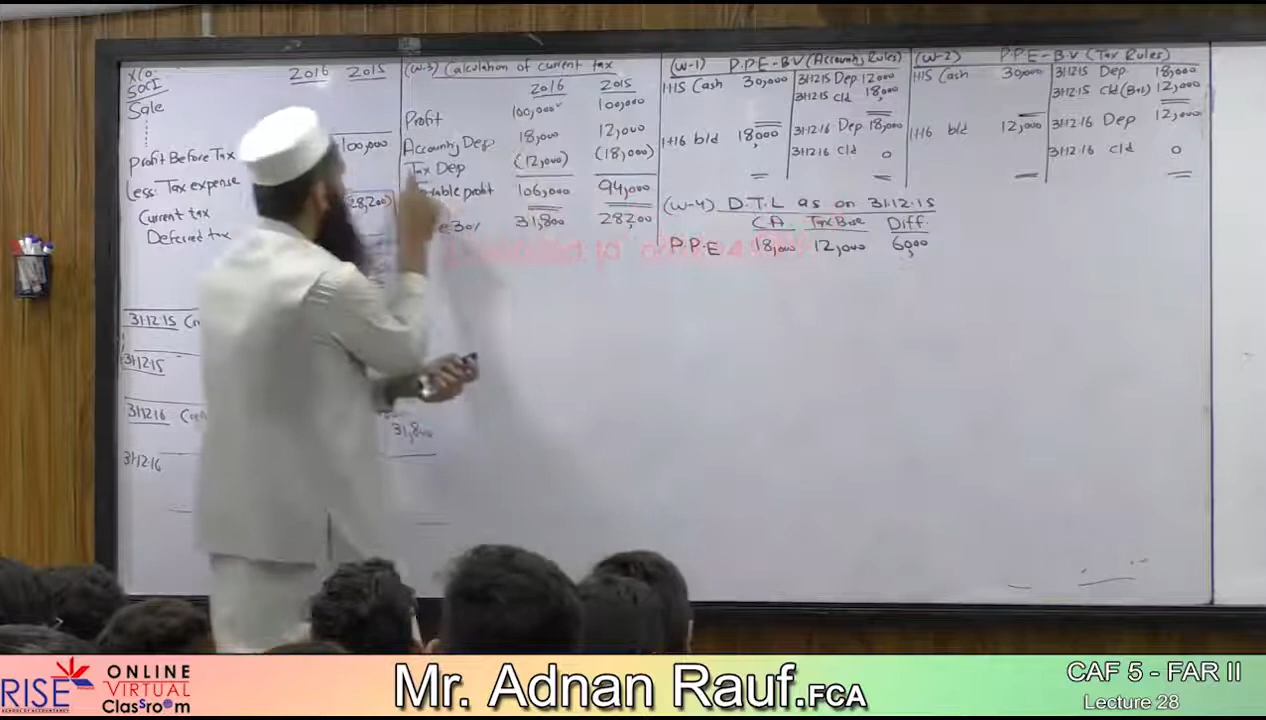 SOCI
2016 2015
Sale
Profit Before Tax 100,000
Less: Tax expense
Current tax (28,200)
Deferred tax
31.12.15
31.12.15
31.12.16
31,800
31.12.16
(W-3) Calculation of current tax
2016 2015
Profit 100,000 100,000
Accounting Dep 18,000 12,000
Tax Dep (12,000) (18,000)
106,000 94,000
31,800 28,200
(W-1) P.P.E-B.V (Accounting Rules)
1.1.15 Cash 30,000 31.12.15 Dep 12000
31.12.15 c/d 18,000
1.1.16 b/d 18,000 31.12.16 Dep 18,000
31.12.16 c/d 0
(W-2) P.P.E-B.V (Tax Rules)
1.1.15 Cash 30,000 31.12.15 Dep 18,000
31.12.15 c/d (Bal) 12,000
1.1.16 b/d 12,000 31.12.16 Dep 12,000
31.12.16 c/d 0
(W-4) D.T.L as on 31.12.15
C.A Tax Base Diff
P.P.E 18,000 12,000 6,000
RISE
SCHOOL OF ACCOUNTANCY
ONLINE
VIRTUAL
Classroom
Mr. Adnan Rauf.FCA
CAF 5 - FAR II
Lecture 28